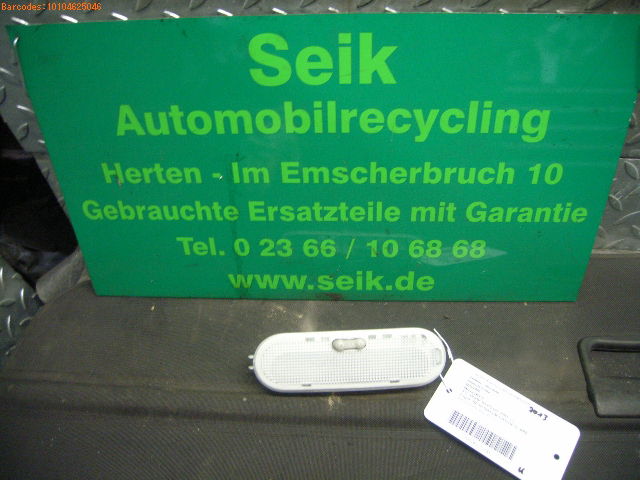 Barcodes:10104625046
Seik
Automobilrecycling
Herten - Im Emscherbruch 10
Gebrauchte Ersatzteile mit Garantie
Tel. 0 23 66 / 10 68 68
www.seik.de